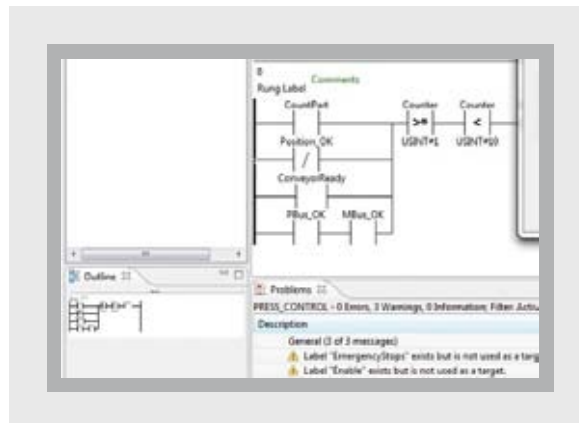 0
Comments
Rung Label
CountPart
Counter Counter
>= <
Position_OK
USINT#1 USINT#10
/
ConveyorReady
PBus_OK MBus_OK
Outline
Problems
PRESS_CONTROL - 0 Errors, 3 Warnings, 0 Information; Filter: Activ
Description
General (3 of 3 messages)
Label "EmergencyStops" exists but is not used as a targ
Label "Enable" exists but is not used as a target.